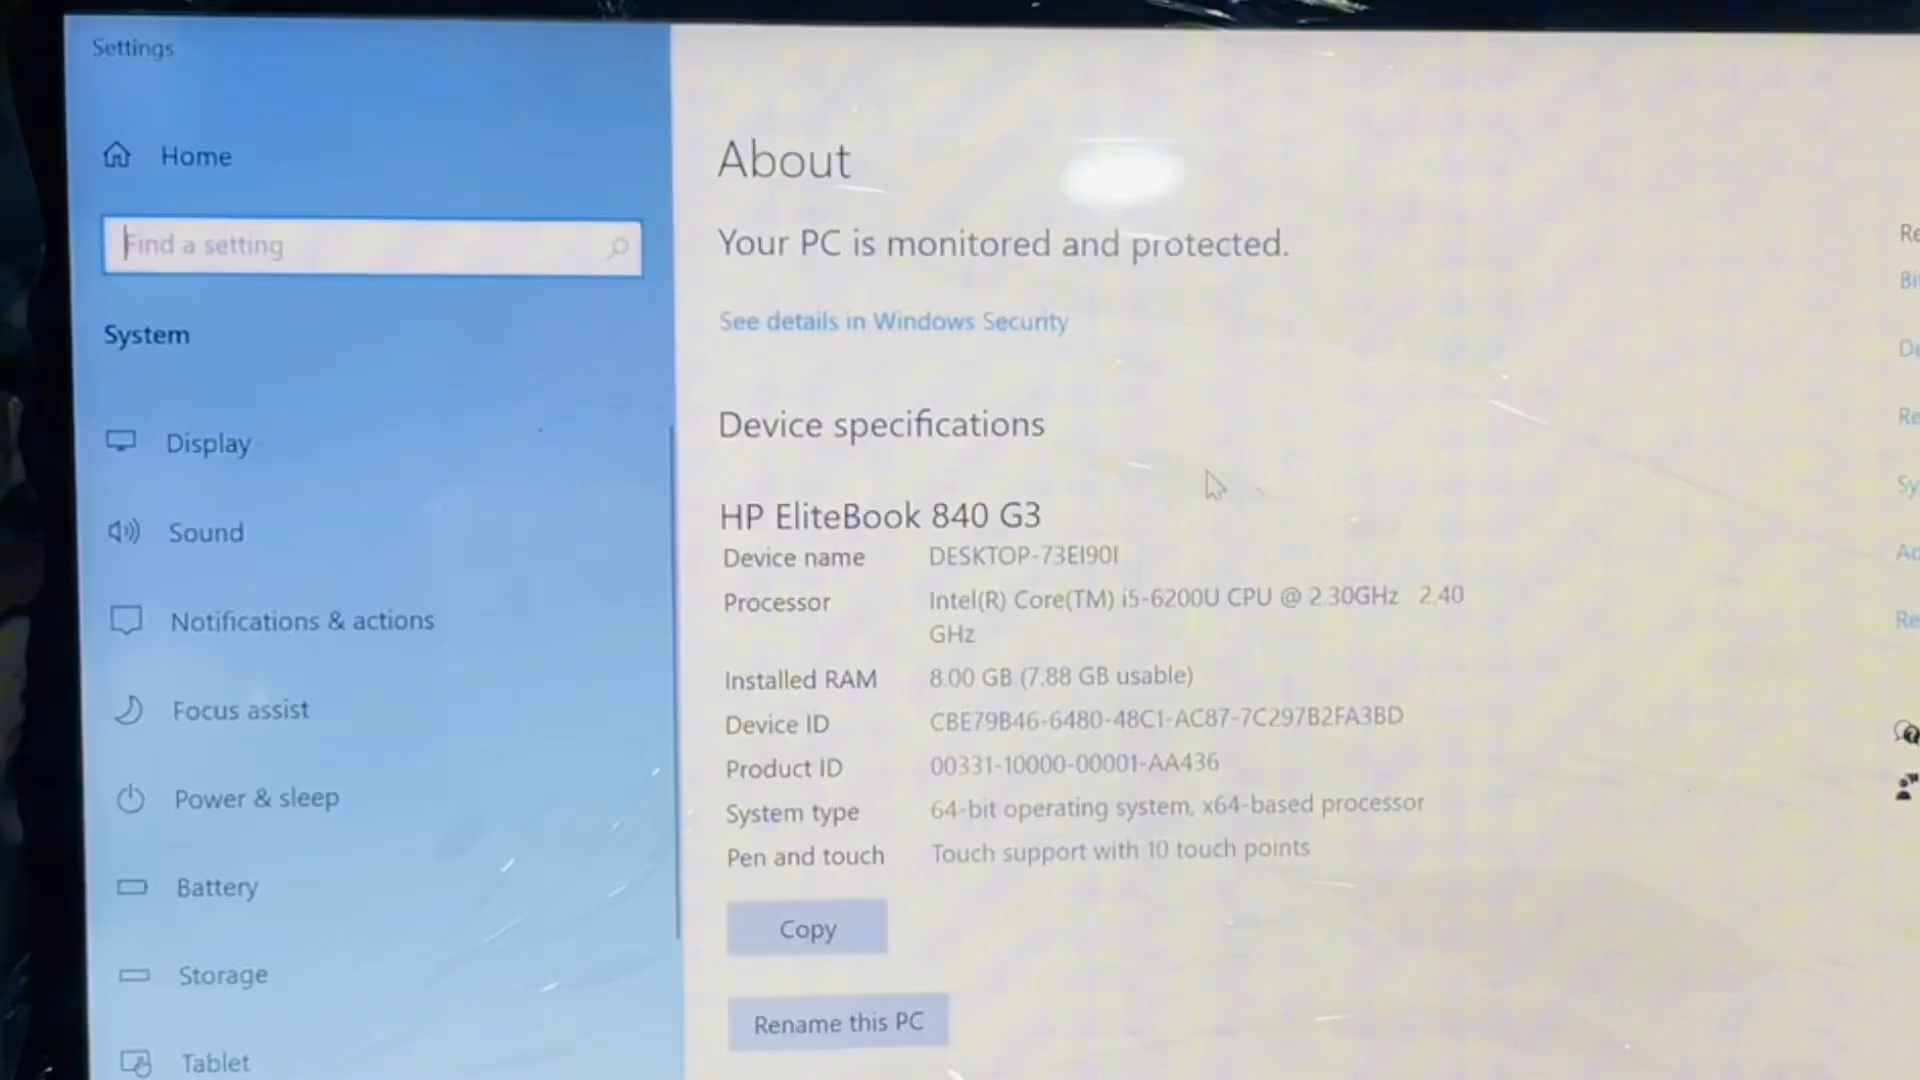 Settings
Home
Find a setting
System
Display
Sound
Notifications & actions
Focus assist
Power & sleep
Battery
Storage
Tablet
About
Your PC is monitored and protected.
See details in Windows Security
Device specifications
HP EliteBook 840 G3
Device name DESKTOP-73EI90I
Processor Intel(R) Core(TM) i5-6200U CPU @ 2.30GHz 2.40
GHz
Installed RAM 8.00 GB (7.88 GB usable)
Device ID CBE79B46-6480-48C1-AC87-7C297B2FA3BD
Product ID 00331-10000-00001-AA436
System type 64-bit operating system, x64-based processor
Pen and touch Touch support with 10 touch points
Copy
Rename this PC